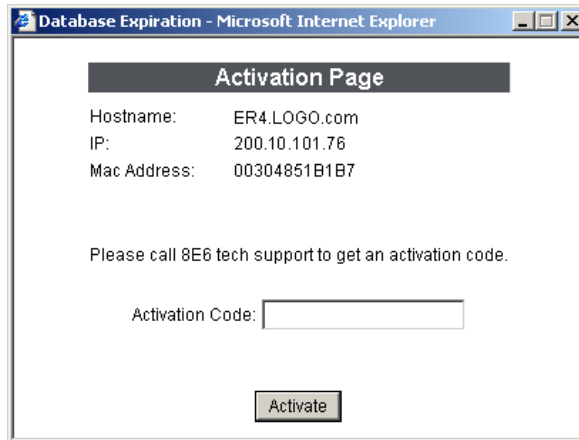 Database Expiration - Microsoft Internet Explorer
Activation Page
Hostname: ER4.LOGO.com
IP: 200.10.101.76
Mac Address: 00304851B1B7
Please call 8E6 tech support to get an activation code.
Activation Code:
Activate